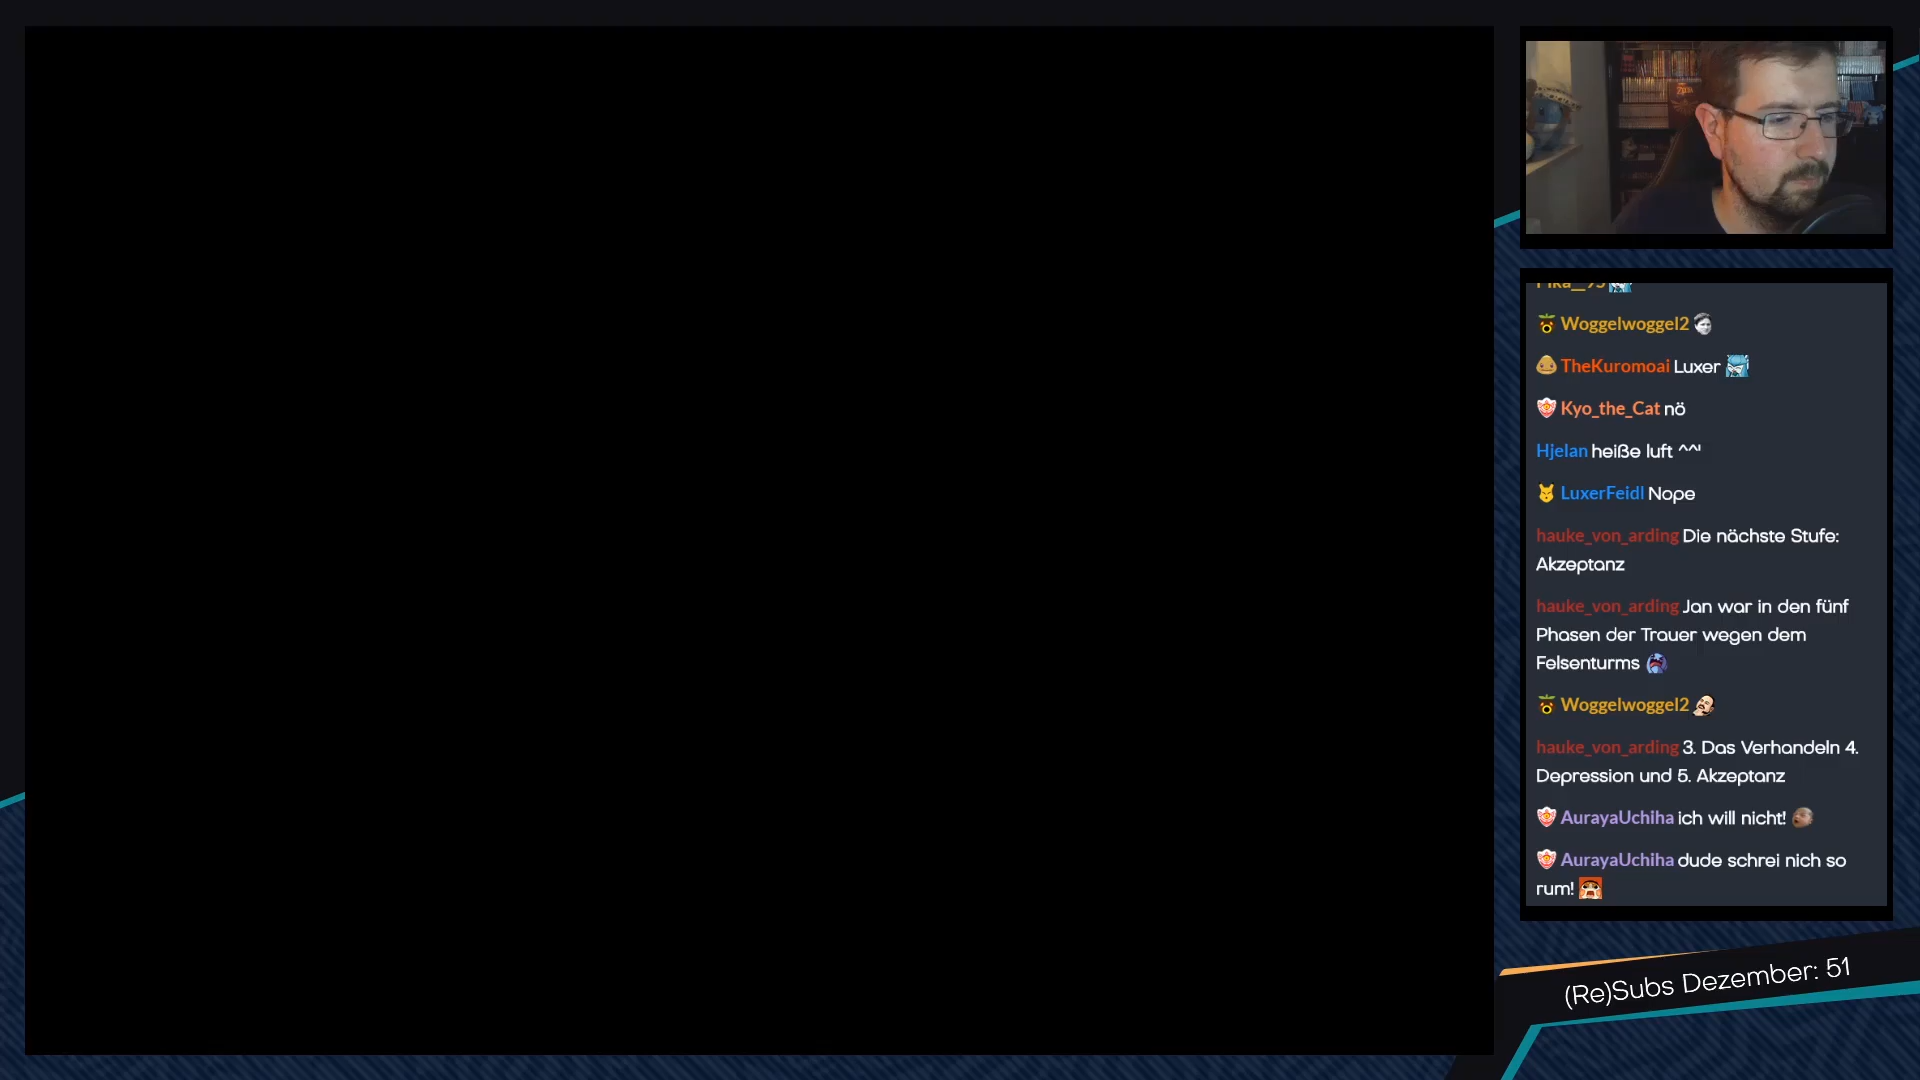 Woggelwoggel2
TheKuromoai Luxer
Kyo_the_Cat nö
Hjelan heiße luft ^^'
LuxerFeidl Nope
hauke_von_arding Die nächste Stufe:
Akzeptanz
hauke_von_arding Jan war in den fünf
Phasen der Trauer wegen dem
Felsenturms
Woggelwoggel2
hauke_von_arding 3. Das Verhandeln 4.
Depression und 5. Akzeptanz
AurayaUchiha ich will nicht!
AurayaUchiha dude schrei nich so
rum!
(Re)Subs Dezember: 51